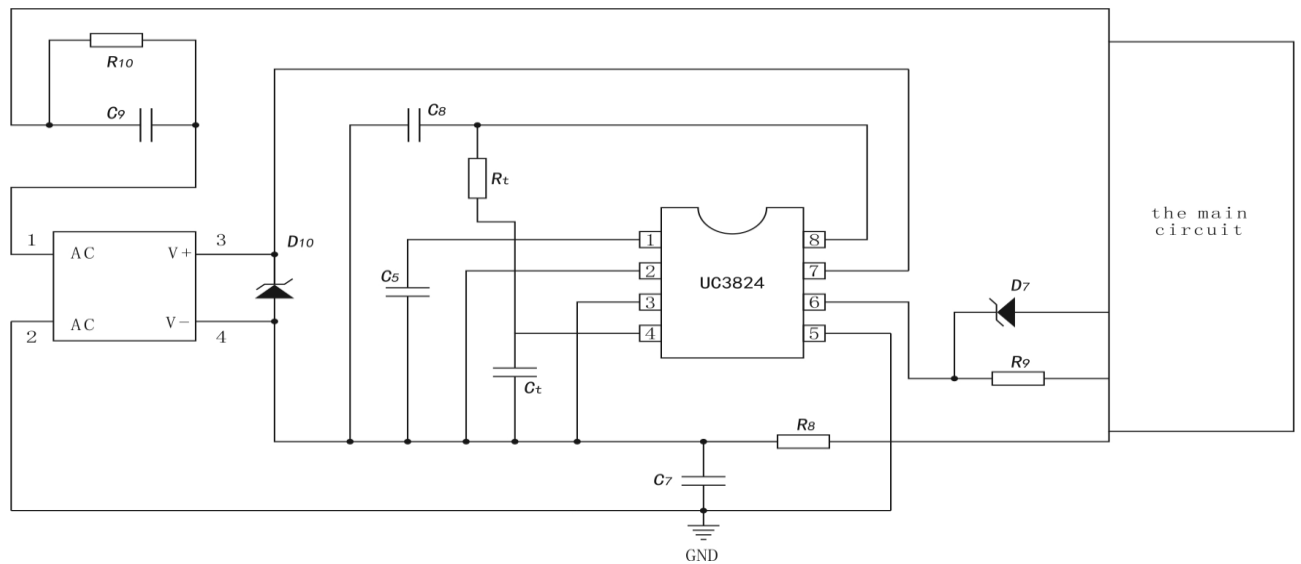 R10
C9
C8
Rt
1
AC
V+
3
D10
2
AC
V-
4
C5
Ct
1
2
3
4
UC3824
8
7
6
5
D7
R9
R8
C7
GND
the main
circuit